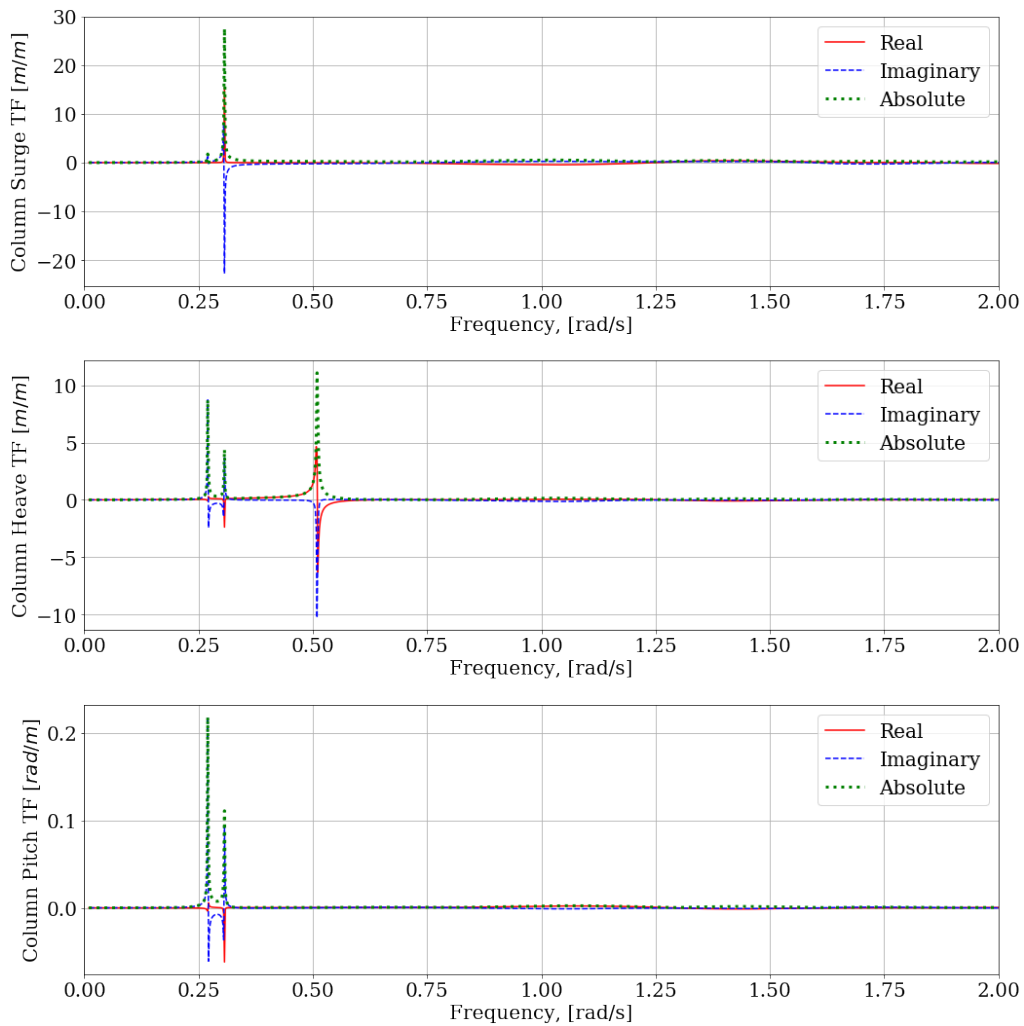 30
20
10
0
−10
−20
Column Surge TF [m/m]
Real
Imaginary
Absolute
0.00 0.25 0.50 0.75 1.00 1.25 1.50 1.75 2.00
Frequency, [rad/s]
10
5
0
−5
−10
Column Heave TF [m/m]
Real
Imaginary
Absolute
0.00 0.25 0.50 0.75 1.00 1.25 1.50 1.75 2.00
Frequency, [rad/s]
0.2
0.1
0.0
Column Pitch TF [rad/m]
Real
Imaginary
Absolute
0.00 0.25 0.50 0.75 1.00 1.25 1.50 1.75 2.00
Frequency, [rad/s]